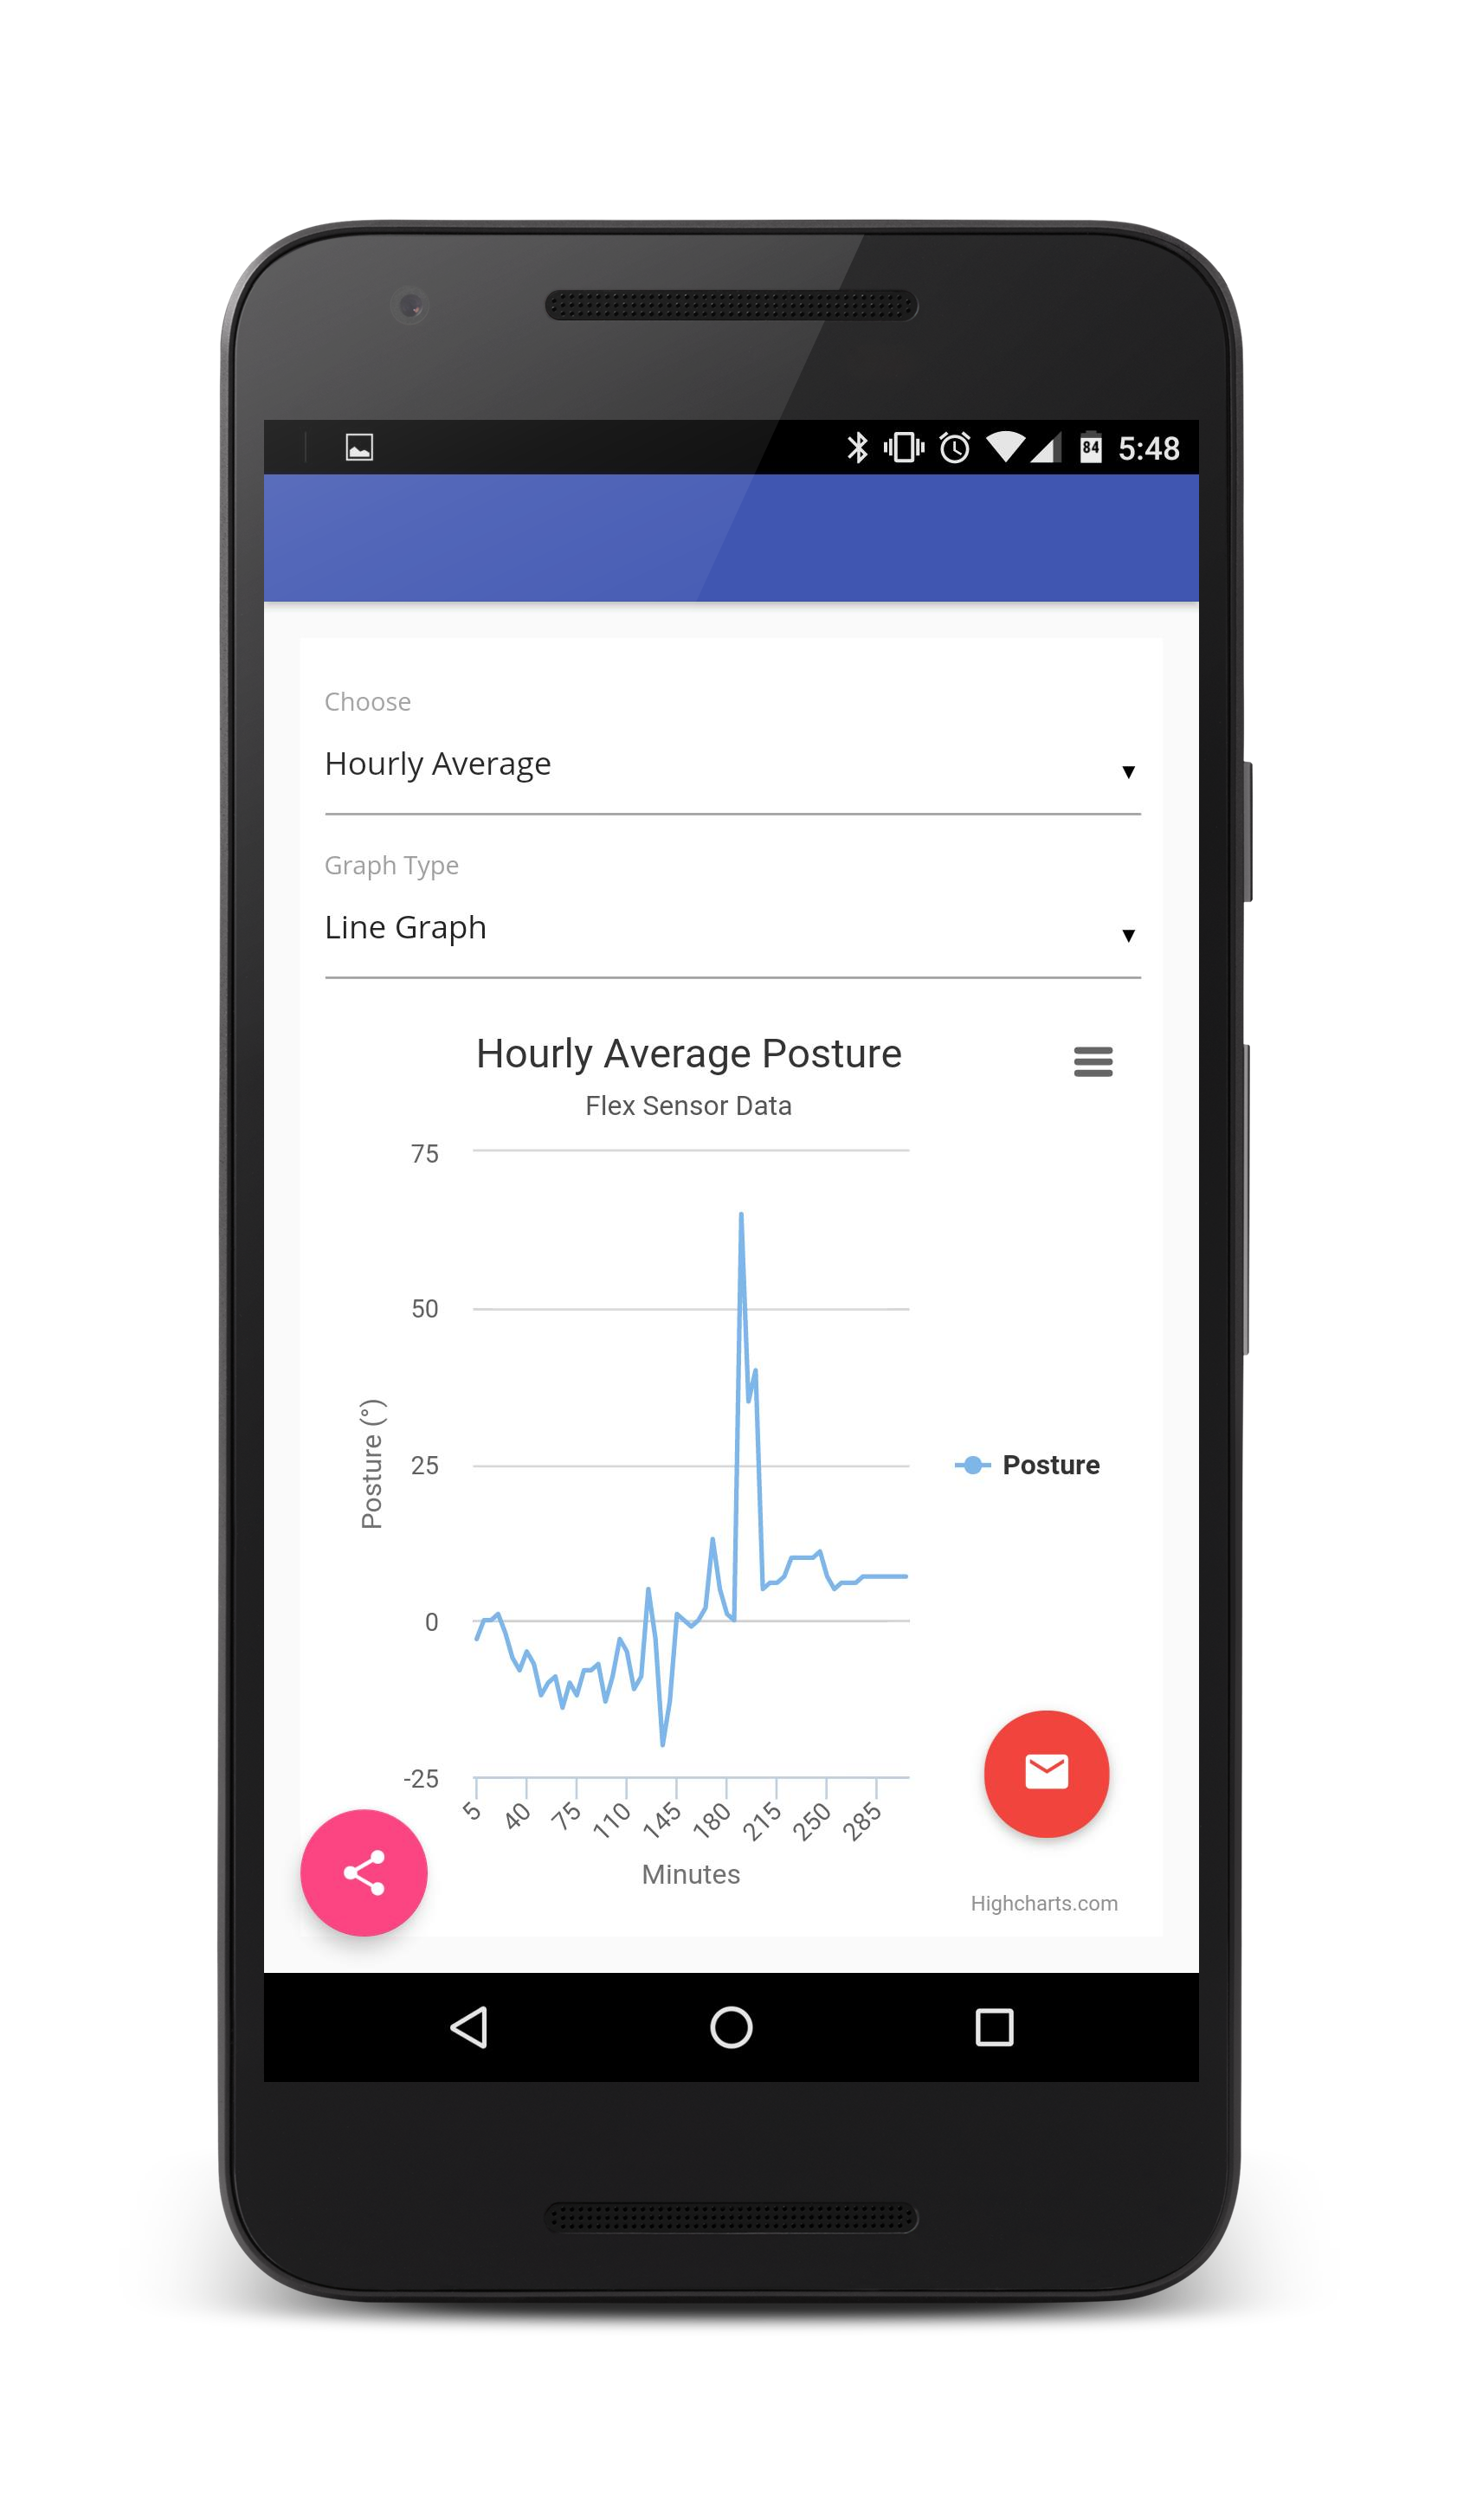 84 5:48
Choose
Hourly Average
Graph Type
Line Graph
Hourly Average Posture
Flex Sensor Data
75
50
25
0
-25
Posture (°)
Posture
5 40 75 110 145 180 215 250 285
Minutes
Highcharts.com